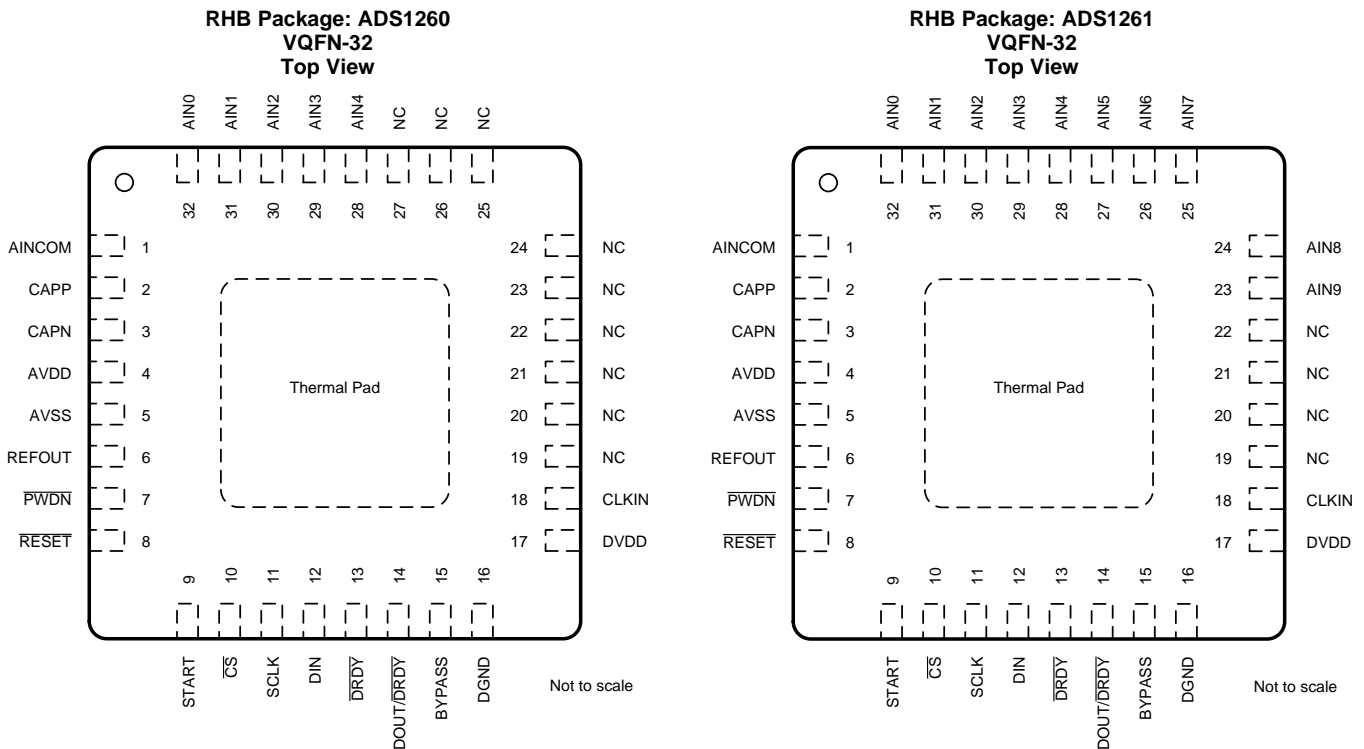 RHB Package: ADS1260
VQFN-32
Top View
AIN0
AIN1
AIN2
AIN3
AIN4
NC
NC
NC
32
31
30
29
28
27
26
25
AINCOM 1
CAPP 2
CAPN 3
AVDD 4
AVSS 5
REFOUT 6
PWDN 7
RESET 8
24 NC
23 NC
22 NC
21 NC
20 NC
19 NC
18 CLKIN
17 DVDD
Thermal Pad
9
10
11
12
13
14
15
16
START
CS
SCLK
DIN
DRDY
DOUT/DRDY
BYPASS
DGND
Not to scale
RHB Package: ADS1261
VQFN-32
Top View
AIN0
AIN1
AIN2
AIN3
AIN4
AIN5
AIN6
AIN7
32
31
30
29
28
27
26
25
AINCOM 1
CAPP 2
CAPN 3
AVDD 4
AVSS 5
REFOUT 6
PWDN 7
RESET 8
24 AIN8
23 AIN9
22 NC
21 NC
20 NC
19 NC
18 CLKIN
17 DVDD
Thermal Pad
9
10
11
12
13
14
15
16
START
CS
SCLK
DIN
DRDY
DOUT/DRDY
BYPASS
DGND
Not to scale